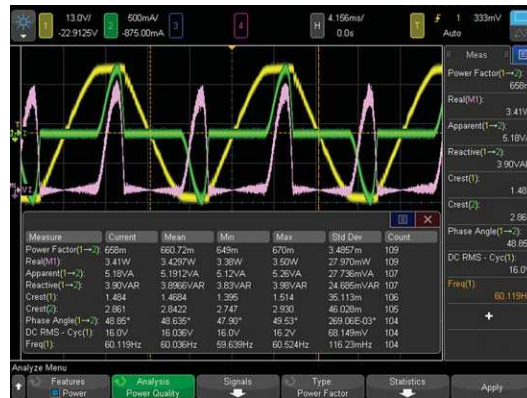 1 13.0V/ 2 500mA/ 3 4 H 4.156ms/ T 1 333mV
-22.9125V -875.00mA 0.0s Auto
Meas
Power Factor(1→2):
658m
Real(M1):
3.41W
Apparent(1→2):
5.18VA
Reactive(1→2):
3.90VAR
Crest(1):
1.48
Crest(2):
2.86
Phase Angle(1→2):
48.85
DC RMS - Cyc(1):
16.0V
Freq(1):
60.119Hz
Measure Current Mean Min Max Std Dev Count
Power Factor(1→2): 658m 660.72m 649m 670m 3.4857m 109
Real(M1): 3.41W 3.4297W 3.38W 3.50W 27.970mW 109
Apparent(1→2): 5.18VA 5.1912VA 5.12VA 5.26VA 27.736mVA 107
Reactive(1→2): 3.90VAR 3.8966VAR 3.83VAR 3.98VAR 24.685mVAR 107
Crest(1): 1.484 1.4684 1.395 1.514 35.113m 105
Crest(2): 2.861 2.8422 2.747 2.930 46.028m 105
Phase Angle(1→2): 48.85° 48.635° 47.90° 49.53° 269.06E-03° 104
DC RMS - Cyc(1): 16.0V 16.036V 16.0V 16.2V 68.149mV 104
Freq(1): 60.119Hz 60.036Hz 59.639Hz 60.524Hz 116.23mHz 104
Analyze Menu
Features Analysis Signals Type Statistics Apply
Power Power Quality Power Factor